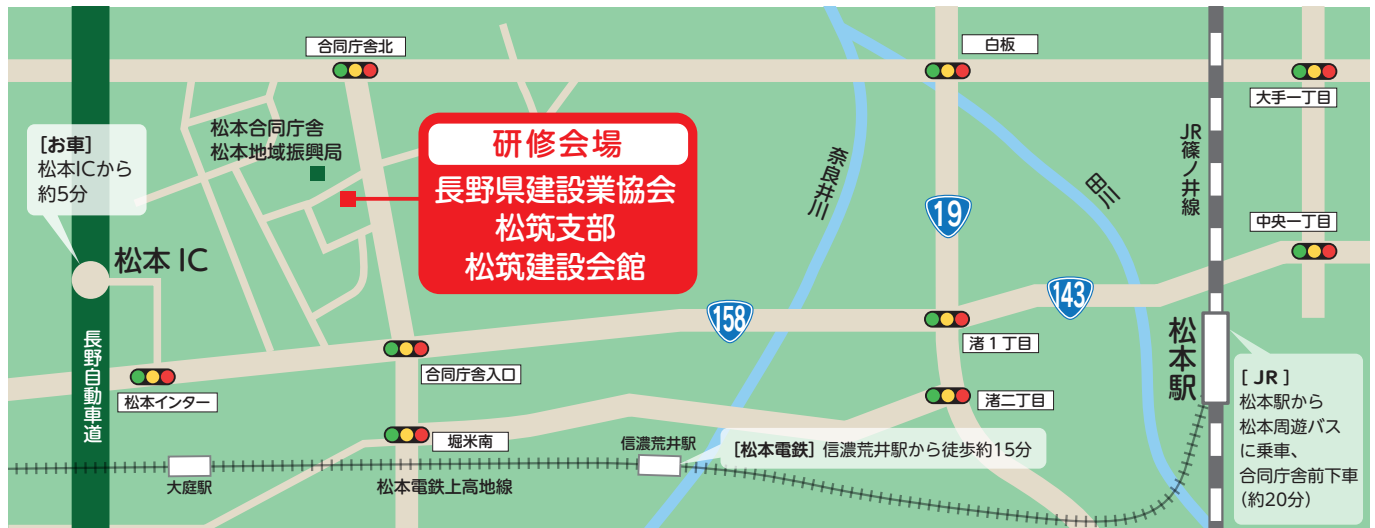 合同庁舎北
白板
大手一丁目
[お車]
松本ICから
約5分
松本合同庁舎
松本地域振興局
研修会場
長野県建設業協会
松筑支部
松筑建設会館
奈良井川
田川
JR篠ノ井線
19
中央一丁目
松本 IC
158
143
長野自動車道
渚1丁目
松本駅
合同庁舎入口
松本インター
渚二丁目
[ JR ]
松本駅から
松本周遊バス
に乗車、
合同庁舎前下車
(約20分)
堀米南
信濃荒井駅
[松本電鉄] 信濃荒井駅から徒歩約15分
大庭駅
松本電鉄上高地線